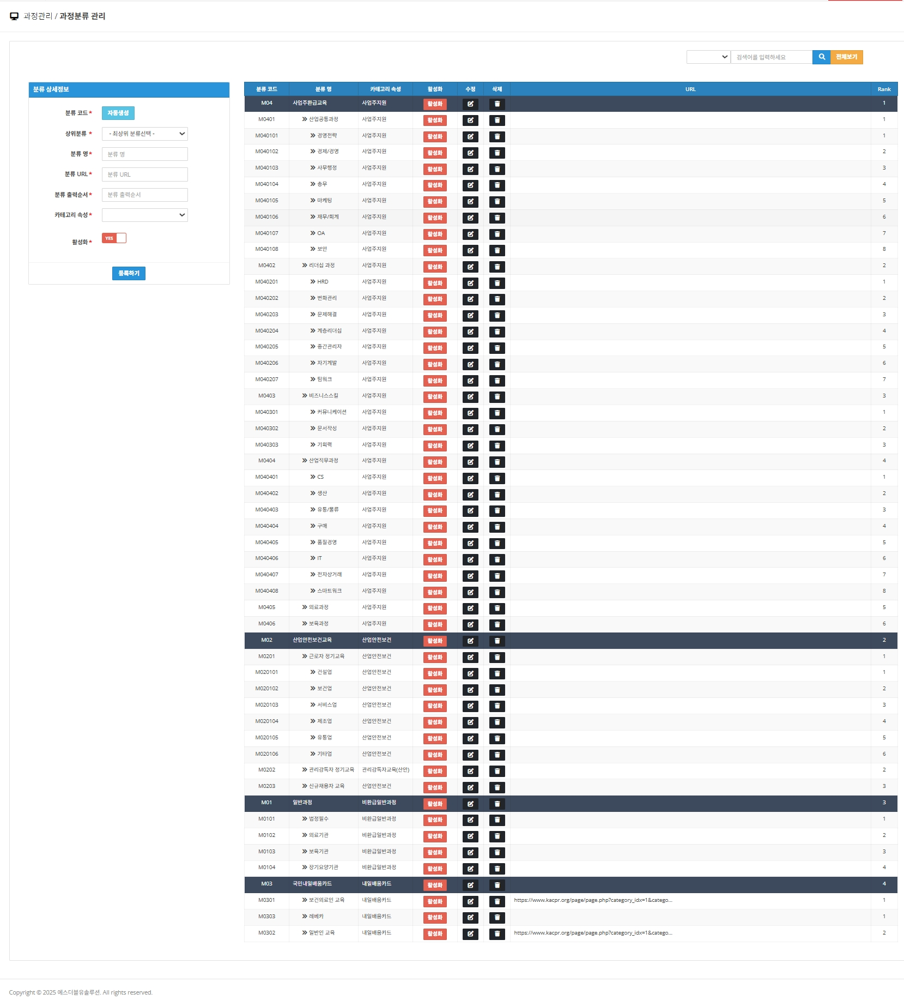 과정관리 / 과정분류 관리
검색어를 입력하세요 전체보기
분류 상세정보
분류 코드* 자동생성
상위분류 * - 최상위 분류선택 -
분류 명* 분류 명
분류 URL* 분류 URL
분류 출력순서* 분류 출력순서
카테고리 속성*
활성화* YES
등록하기
분류 코드 분류 명 카테고리 속성 활성화 수정 삭제 URL Rank
M04 사업주환급교육 사업주지원 활성화 1
M0401 산업공통과정 사업주지원 활성화 1
M040101 경영전략 사업주지원 활성화 1
M040102 경제/경영 사업주지원 활성화 2
M040103 사무행정 사업주지원 활성화 3
M040104 총무 사업주지원 활성화 4
M040105 마케팅 사업주지원 활성화 5
M040106 재무/회계 사업주지원 활성화 6
M040107 OA 사업주지원 활성화 7
M040108 보안 사업주지원 활성화 8
M0402 리더십 과정 사업주지원 활성화 2
M040201 HRD 사업주지원 활성화 1
M040202 변화관리 사업주지원 활성화 2
M040203 문제해결 사업주지원 활성화 3
M040204 계층리더십 사업주지원 활성화 4
M040205 중간관리자 사업주지원 활성화 5
M040206 자기계발 사업주지원 활성화 6
M040207 팀워크 사업주지원 활성화 7
M0403 비즈니스스킬 사업주지원 활성화 3
M040301 커뮤니케이션 사업주지원 활성화 1
M040302 문서작성 사업주지원 활성화 2
M040303 기획력 사업주지원 활성화 3
M0404 산업직무과정 사업주지원 활성화 4
M040401 CS 사업주지원 활성화 1
M040402 생산 사업주지원 활성화 2
M040403 유통/물류 사업주지원 활성화 3
M040404 구매 사업주지원 활성화 4
M040405 품질경영 사업주지원 활성화 5
M040406 IT 사업주지원 활성화 6
M040407 전자상거래 사업주지원 활성화 7
M040408 스마트워크 사업주지원 활성화 8
M0405 의료과정 사업주지원 활성화 5
M0406 보육과정 사업주지원 활성화 6
M02 산업안전보건교육 산업안전보건 활성화 2
M0201 근로자 정기교육 산업안전보건 활성화 1
M020101 건설업 산업안전보건 활성화 1
M020102 보건업 산업안전보건 활성화 2
M020103 서비스업 산업안전보건 활성화 3
M020104 제조업 산업안전보건 활성화 4
M020105 유통업 산업안전보건 활성화 5
M020106 기타업 산업안전보건 활성화 6
M0202 관리감독자 정기교육 관리감독자교육(산안) 활성화 2
M0203 신규채용자 교육 산업안전보건 활성화 3
M01 일반과정 비환급일반과정 활성화 3
M0101 법정필수 비환급일반과정 활성화 1
M0102 의료기관 비환급일반과정 활성화 2
M0103 보육기관 비환급일반과정 활성화 3
M0104 장기요양기관 비환급일반과정 활성화 4
M03 국민내일배움카드 내일배움카드 활성화 4
M0301 보건의료인 교육 내일배움카드 활성화 https://www.kacpr.org/page/page.php?category_idx=1&catego... 1
M0303 레베카 내일배움카드 활성화 1
M0302 일반인 교육 내일배움카드 활성화 https://www.kacpr.org/page/page.php?category_idx=1&catego... 2
Copyright © 2025 에스더블유솔루션. All rights reserved.